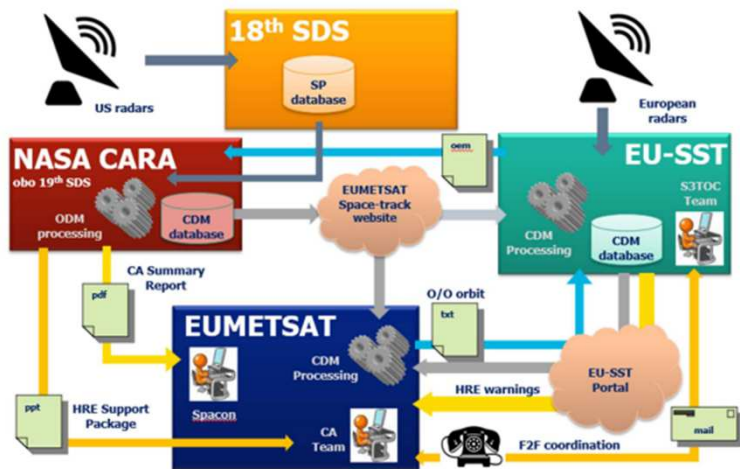 18th SDS
SP
database
US radars
European
radars
NASA CARA
obo 19th SDS
ODM
processing
CDM
database
oem
EUMETSAT
Space-track
website
EU-SST
S3TOC
Team
CDM
Processing
CDM
database
CA Summary
Report
pdf
EUMETSAT
Spacon
CDM
Processing
O/O orbit
txt
EU-SST
Portal
HRE warnings
ppt
HRE Support
Package
CA
Team
F2F coordination
mail